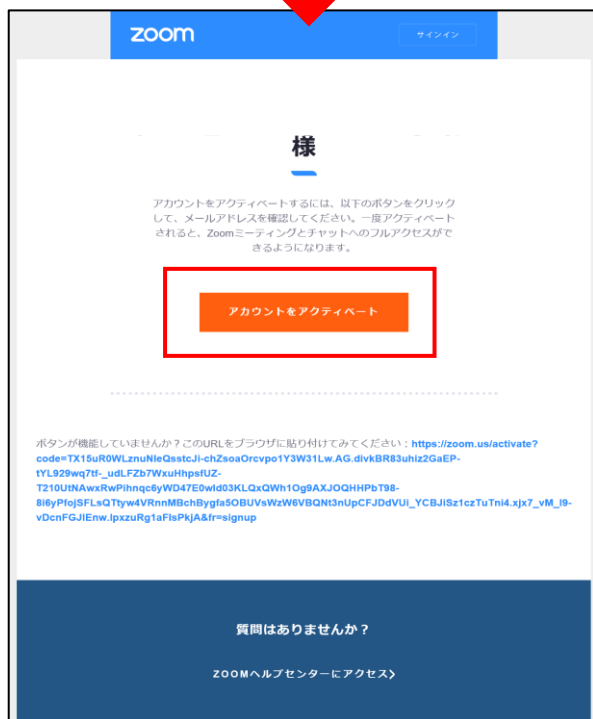 zoom
サインイン
様
アカウントをアクティベートするには、以下のボタンをクリック
して、メールアドレスを確認してください。一度アクティベート
されると、Zoomミーティングとチャットへのフルアクセスがで
きるようになります。
アカウントをアクティベート
ボタンが機能していませんか？このURLをブラウザに貼り付けてみてください：https://zoom.us/activate?
code=TX15uR0WLznuNIeQsstcJi-chZsoaOrcvpo1Y3W31Lw.AG.divkBR83uhiz2GaEP-
tYL929wq7tf-_udLFZb7WxuHhpsfUZ-
T210UtNAwxRwPihnqc6yWD47E0wId03KLQxQWh1Og9AXJOQHHPbT98-
8i6yPfojSFLsQTtyw4VRnnMBchBygfa5OBUVsWzW6VBQNt3nUpCFJDdVUi_YCBJiSz1czTuTni4.xjx7_vM_I9-
vDcnFGJIEnw.IpxzuRg1aFIsPkjA&fr=signup
質問はありませんか？
ZOOMヘルプセンターにアクセス>